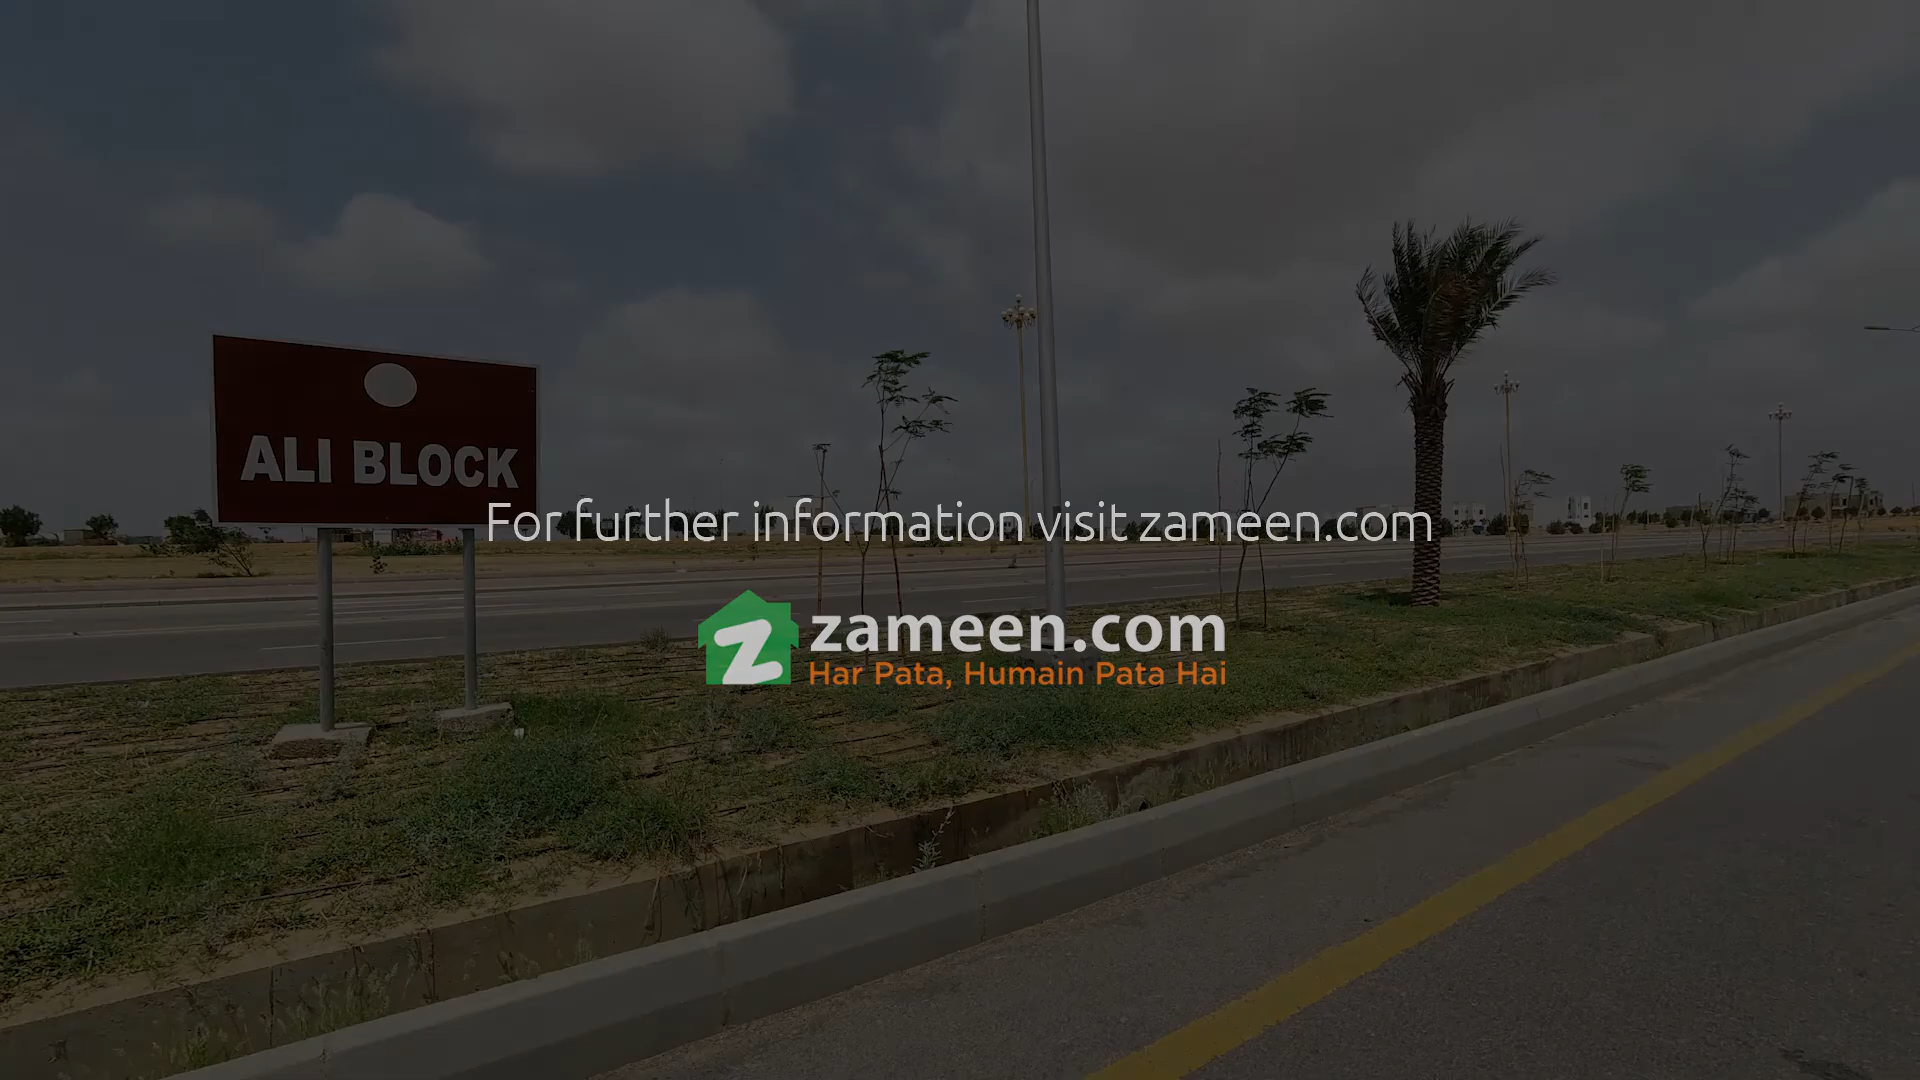 ALI BLOCK
For further information visit zameen.com
zameen.com
Har Pata, Humain Pata Hai